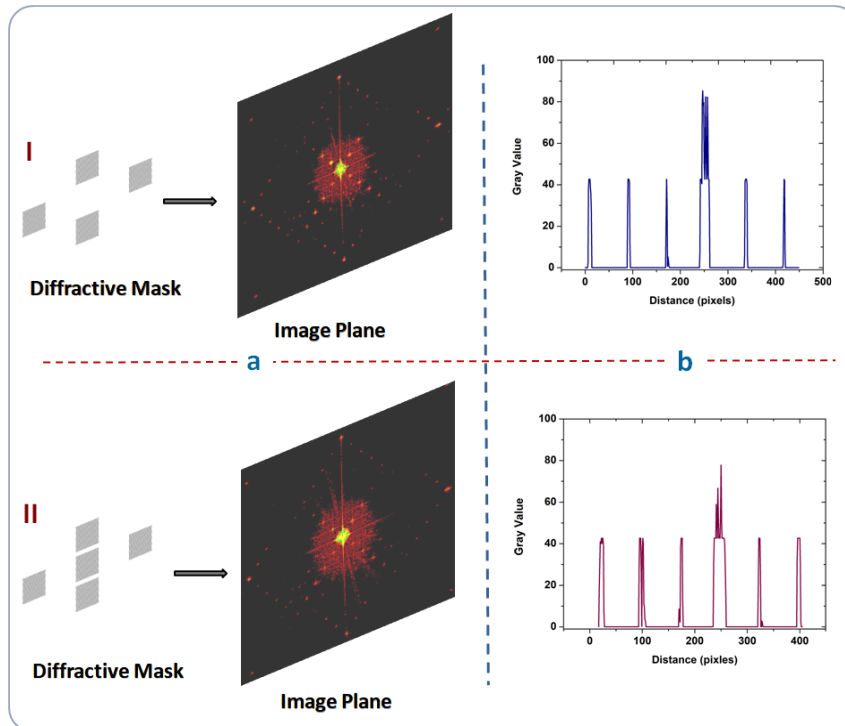 I
Diffractive Mask
Image Plane
100
80
60
40
20
0
Gray Value
0 100 200 300 400 500
Distance (pixels)
a
b
II
Diffractive Mask
Image Plane
100
80
60
40
20
0
Gray Value
0 100 200 300 400
Distance (pixles)